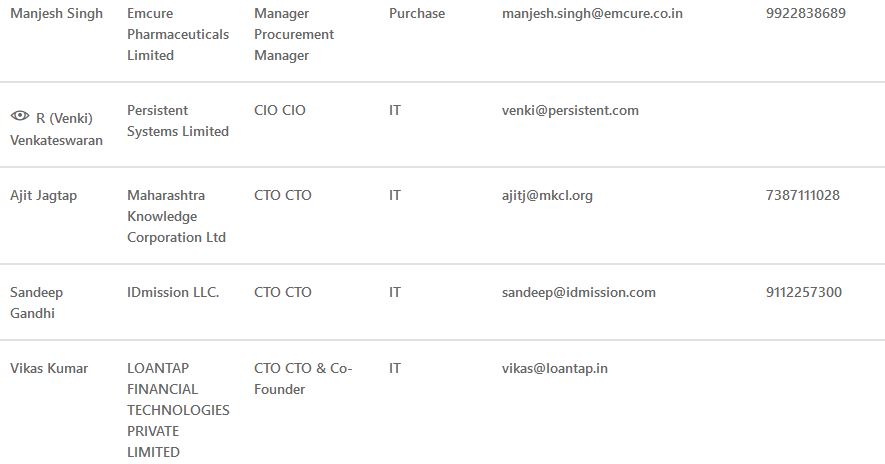 Manjesh Singh Emcure Manager Purchase manjesh.singh@emcure.co.in 9922838689
Pharmaceuticals Procurement
Limited Manager
R (Venki) Persistent CIO CIO IT venki@persistent.com
Venkateswaran Systems Limited
Ajit Jagtap Maharashtra CTO CTO IT ajitj@mkcl.org 7387111028
Knowledge
Corporation Ltd
Sandeep IDmission LLC. CTO CTO IT sandeep@idmission.com 9112257300
Gandhi
Vikas Kumar LOANTAP CTO CTO & Co- IT vikas@loantap.in
FINANCIAL Founder
TECHNOLOGIES
PRIVATE
LIMITED